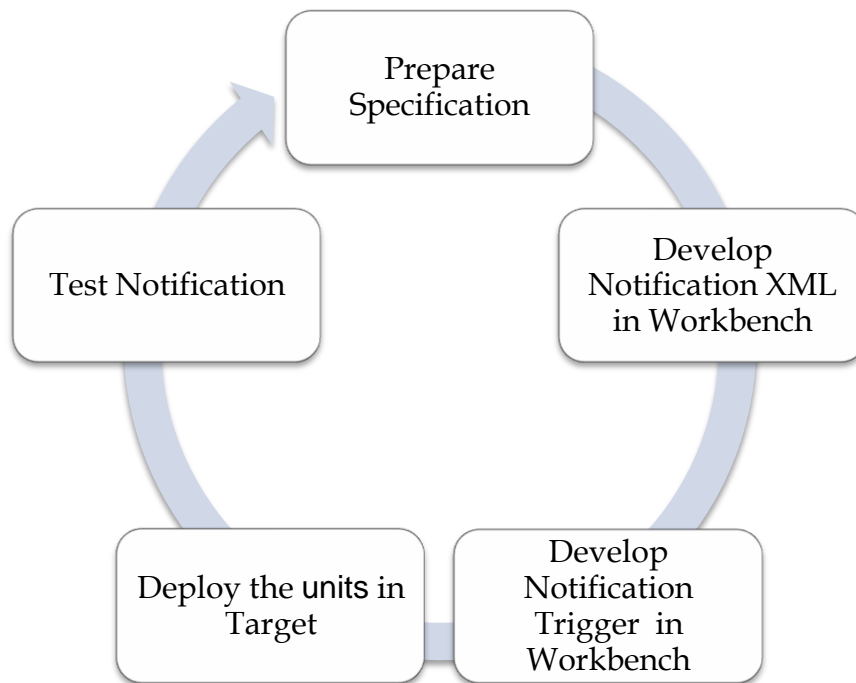 Prepare
Specification
Develop
Notification XML
in Workbench
Develop
Notification
Trigger in
Workbench
Deploy the units in
Target
Test Notification